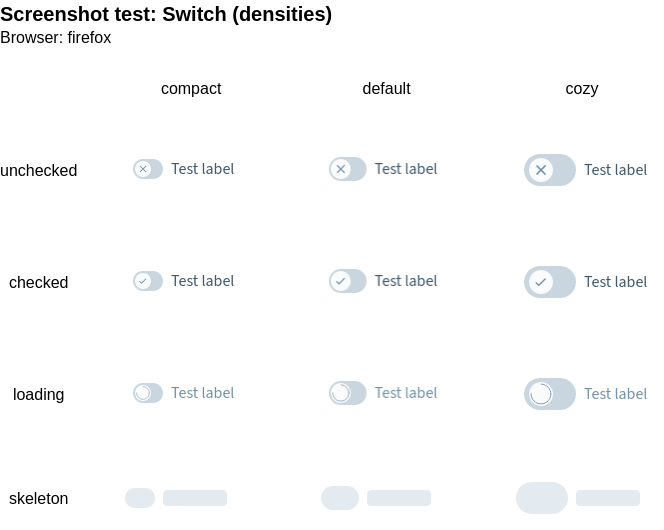 Screenshot test: Switch (densities)
Browser: firefox
compact default cozy
unchecked Test label Test label Test label
checked Test label Test label Test label
loading Test label Test label Test label
skeleton